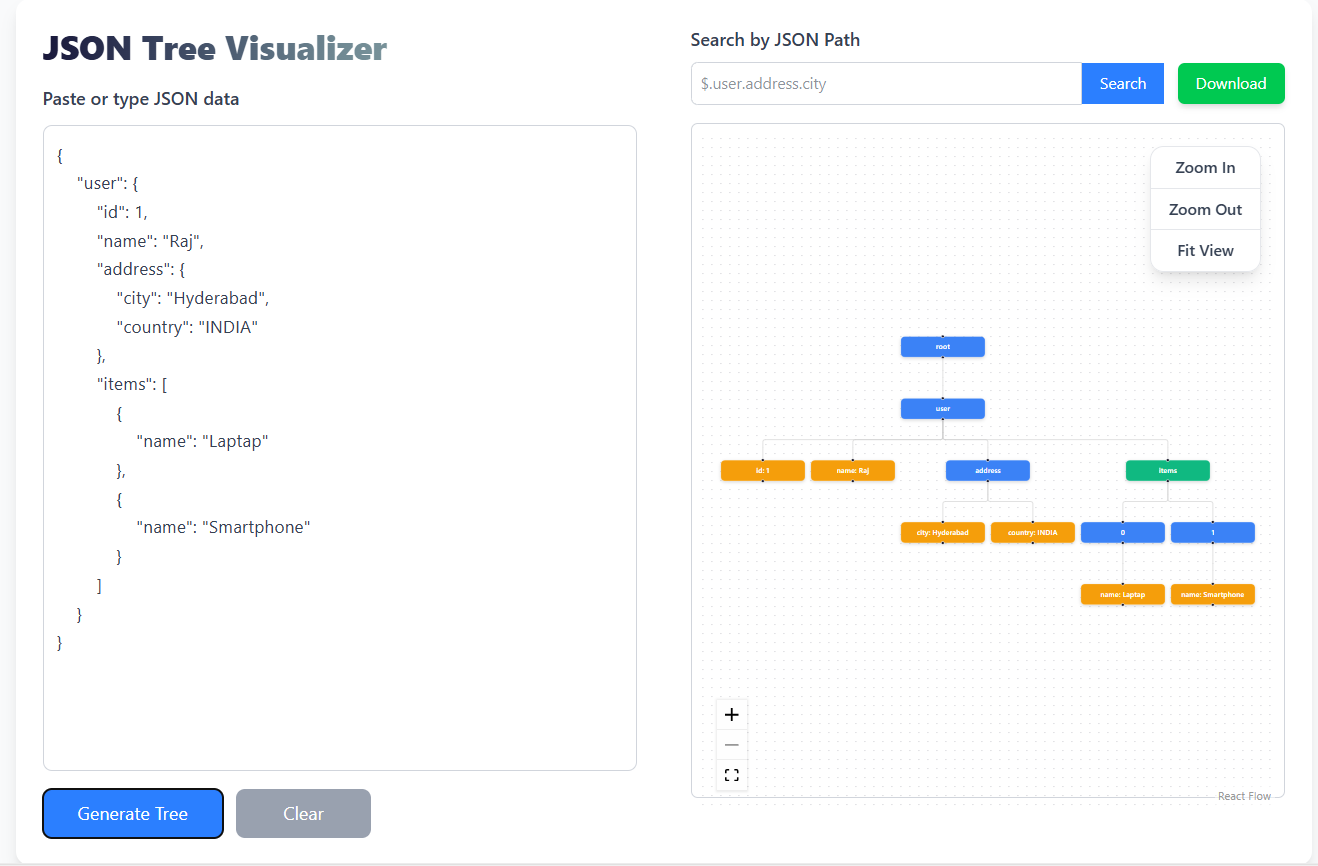 JSON Tree Visualizer
Paste or type JSON data
{
"user": {
"id": 1,
"name": "Raj",
"address": {
"city": "Hyderabad",
"country": "INDIA"
},
"items": [
{
"name": "Laptap"
},
{
"name": "Smartphone"
}
]
}
}
Generate Tree
Clear
Search by JSON Path
$.user.address.city
Search
Download
Zoom In
Zoom Out
Fit View
root
user
id: 1
name: Raj
address
items
city: Hyderabad
country: INDIA
0
1
name: Laptap
name: Smartphone
React Flow